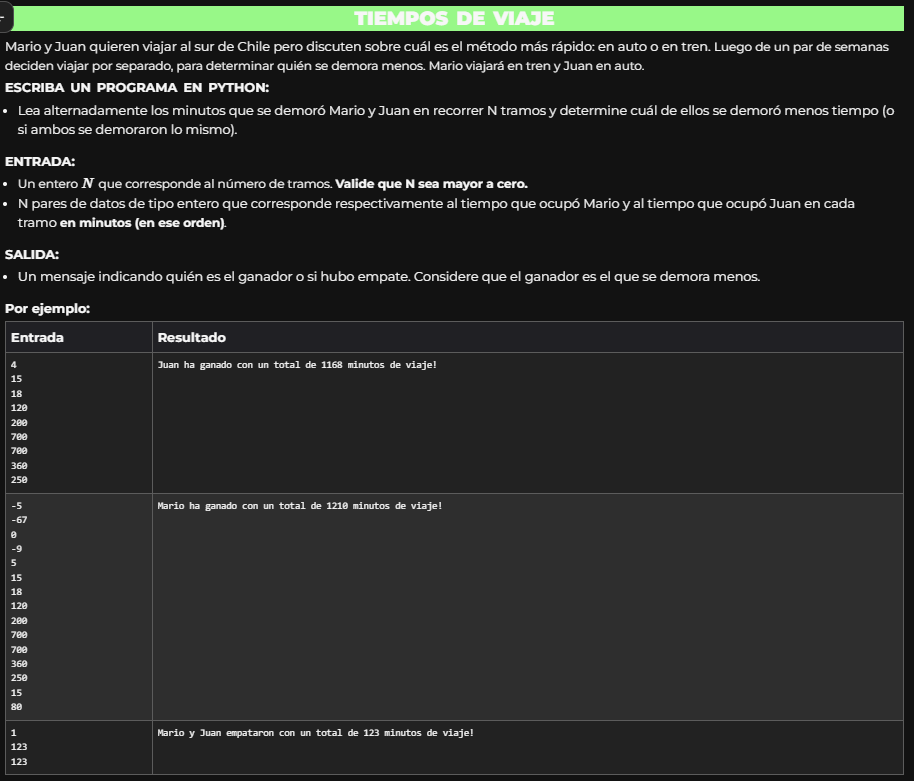 TIEMPOS DE VIAJE
Mario y Juan quieren viajar al sur de Chile pero discuten sobre cuál es el método más rápido: en auto o en tren. Luego de un par de semanas
deciden viajar por separado, para determinar quién se demora menos. Mario viajará en tren y Juan en auto.
ESCRIBA UN PROGRAMA EN PYTHON:
• Lea alternadamente los minutos que se demoró Mario y Juan en recorrer N tramos y determine cuál de ellos se demoró menos tiempo (o
si ambos se demoraron lo mismo).
ENTRADA:
• Un entero N que corresponde al número de tramos. Valide que N sea mayor a cero.
• N pares de datos de tipo entero que corresponde respectivamente al tiempo que ocupó Mario y al tiempo que ocupó Juan en cada
tramo en minutos (en ese orden).
SALIDA:
• Un mensaje indicando quién es el ganador o si hubo empate. Considere que el ganador es el que se demora menos.
Por ejemplo:
Entrada Resultado
4 Juan ha ganado con un total de 1168 minutos de viaje!
15
18
120
200
700
700
360
250
-5 Mario ha ganado con un total de 1210 minutos de viaje!
-67
0
-9
5
15
18
120
200
700
700
360
250
15
80
1 Mario y Juan empataron con un total de 123 minutos de viaje!
123
123